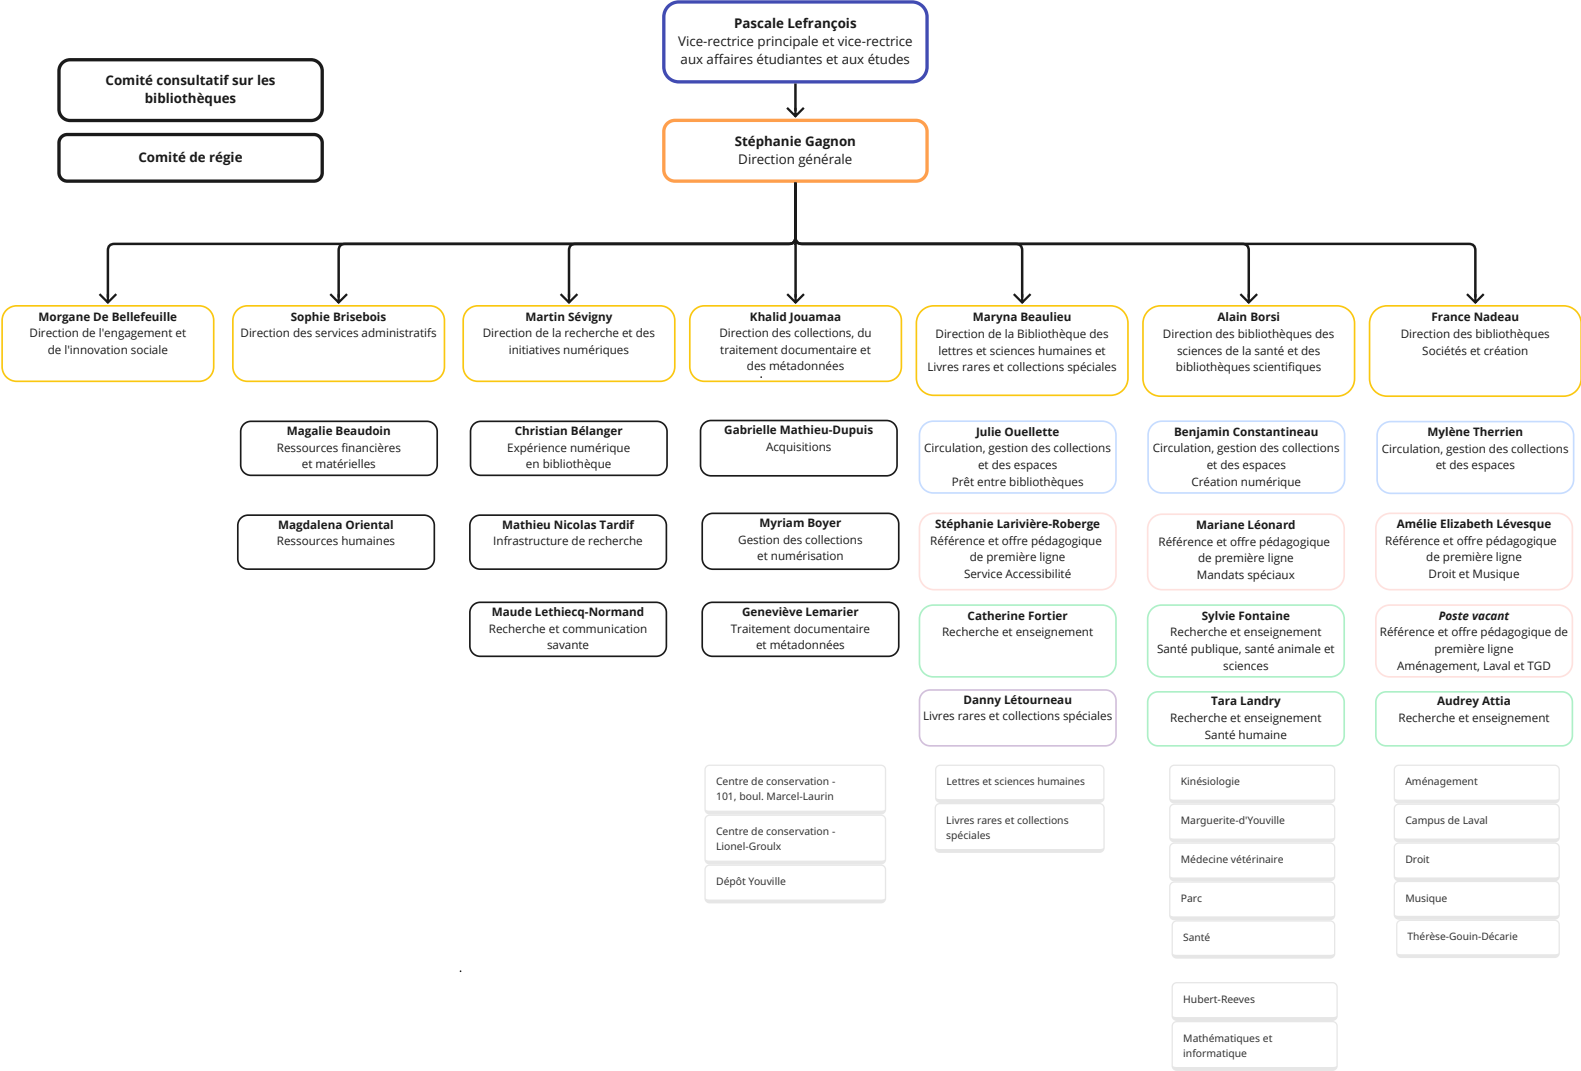 Pascale Lefrançois
Vice-rectrice principale et vice-rectrice
aux affaires étudiantes et aux études
Comité consultatif sur les
bibliothèques
Comité de régie
Stéphanie Gagnon
Direction générale
Morgane De Bellefeuille
Direction de l'engagement et
de l'innovation sociale
Sophie Brisebois
Direction des services administratifs
Martin Sévigny
Direction de la recherche et des
initiatives numériques
Khalid Jouamaa
Direction des collections, du
traitement documentaire et
des métadonnées
Maryna Beaulieu
Direction de la Bibliothèque des
lettres et sciences humaines et
Livres rares et collections spéciales
Alain Borsi
Direction des bibliothèques des
sciences de la santé et des
bibliothèques scientifiques
France Nadeau
Direction des bibliothèques
Sociétés et création
Magalie Beaudoin
Ressources financières
et matérielles
Magdalena Oriental
Ressources humaines
Christian Bélanger
Expérience numérique
en bibliothèque
Mathieu Nicolas Tardif
Infrastructure de recherche
Maude Lethiecq-Normand
Recherche et communication
savante
Gabrielle Mathieu-Dupuis
Acquisitions
Myriam Boyer
Gestion des collections
et numérisation
Geneviève Lemarier
Traitement documentaire
et métadonnées
Centre de conservation -
101, boul. Marcel-Laurin
Centre de conservation -
Lionel-Groulx
Dépôt Youville
Julie Ouellette
Circulation, gestion des collections
et des espaces
Prêt entre bibliothèques
Stéphanie Larivière-Roberge
Référence et offre pédagogique
de première ligne
Service Accessibilité
Catherine Fortier
Recherche et enseignement
Danny Létourneau
Livres rares et collections spéciales
Lettres et sciences humaines
Livres rares et collections
spéciales
Benjamin Constantineau
Circulation, gestion des collections
et des espaces
Création numérique
Mariane Léonard
Référence et offre pédagogique
de première ligne
Mandats spéciaux
Sylvie Fontaine
Recherche et enseignement
Santé publique, santé animale et
sciences
Tara Landry
Recherche et enseignement
Santé humaine
Kinésiologie
Marguerite-d'Youville
Médecine vétérinaire
Parc
Santé
Hubert-Reeves
Mathématiques et
informatique
Mylène Therrien
Circulation, gestion des collections
et des espaces
Amélie Elizabeth Lévesque
Référence et offre pédagogique
de première ligne
Droit et Musique
Poste vacant
Référence et offre pédagogique de
première ligne
Aménagement, Laval et TGD
Audrey Attia
Recherche et enseignement
Aménagement
Campus de Laval
Droit
Musique
Thérèse-Gouin-Décarie